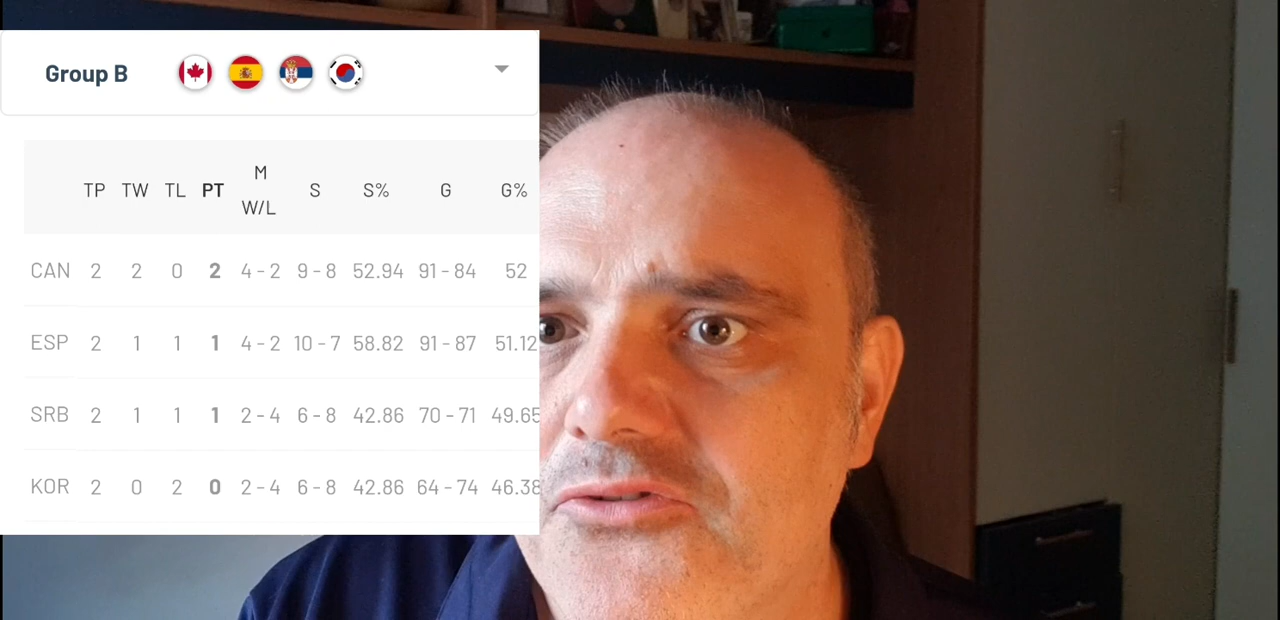 Group B
TP TW TL PT M W/L S S% G G%
CAN 2 2 0 2 4 - 2 9 - 8 52.94 91 - 84 52
ESP 2 1 1 1 4 - 2 10 - 7 58.82 91 - 87 51.12
SRB 2 1 1 1 2 - 4 6 - 8 42.86 70 - 71 49.65
KOR 2 0 2 0 2 - 4 6 - 8 42.86 64 - 74 46.38